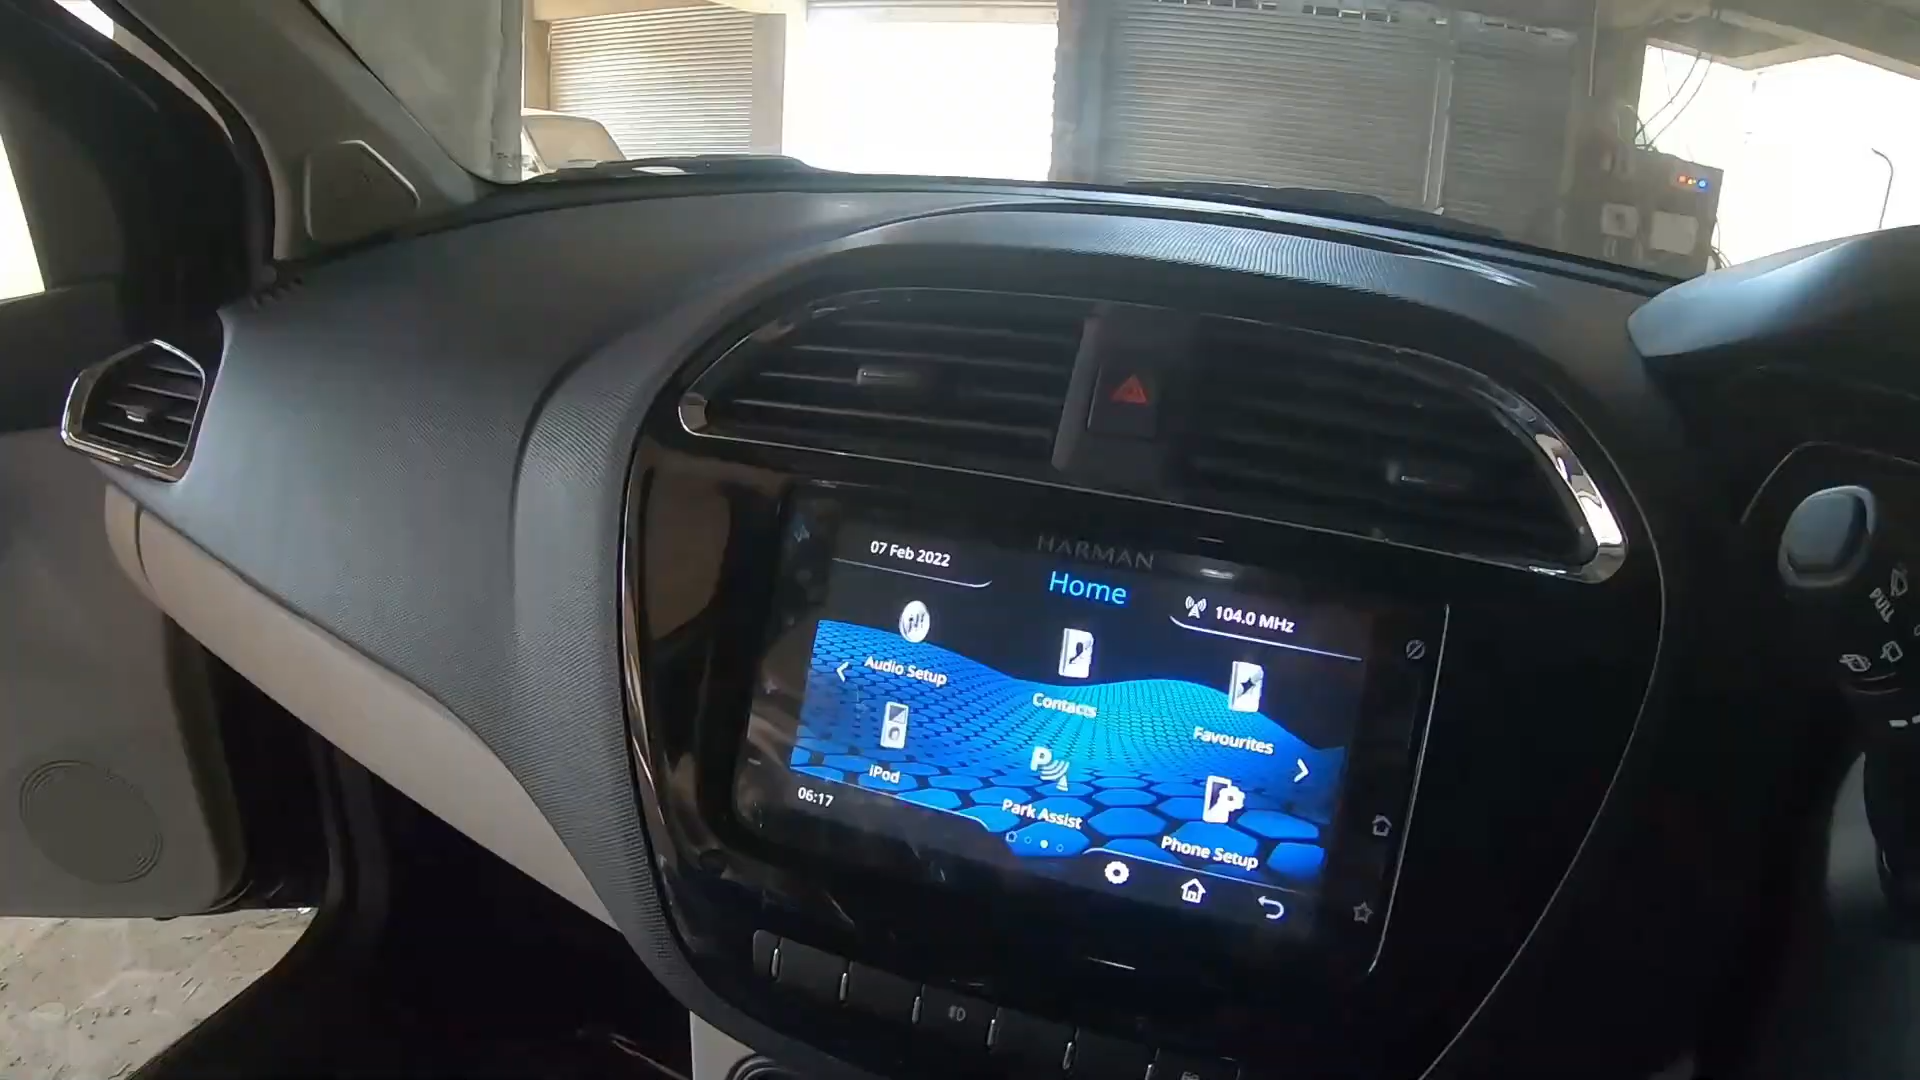 HARMAN
07 Feb 2022
Home
104.0 MHz
Audio Setup
Contacts
Favourites
iPod
Park Assist
Phone Setup
06:17
PULL